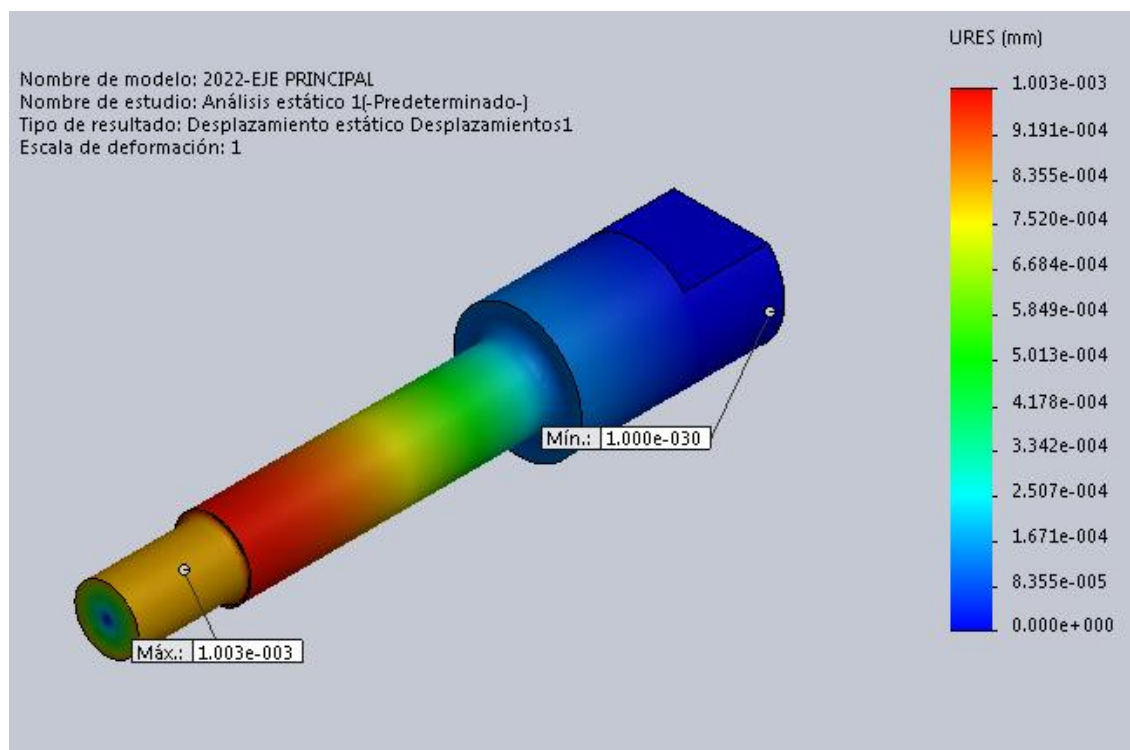 URES (mm)
Nombre de modelo: 2022-EJE PRINCIPAL
Nombre de estudio: Análisis estático 1(-Predeterminado-)
Tipo de resultado: Desplazamiento estático Desplazamientos1
Escala de deformación: 1
1.003e-003
9.191e-004
8.355e-004
7.520e-004
6.684e-004
5.849e-004
5.013e-004
4.178e-004
3.342e-004
2.507e-004
1.671e-004
8.355e-005
0.000e+000
Mín.: 1.000e-030
Máx.: 1.003e-003